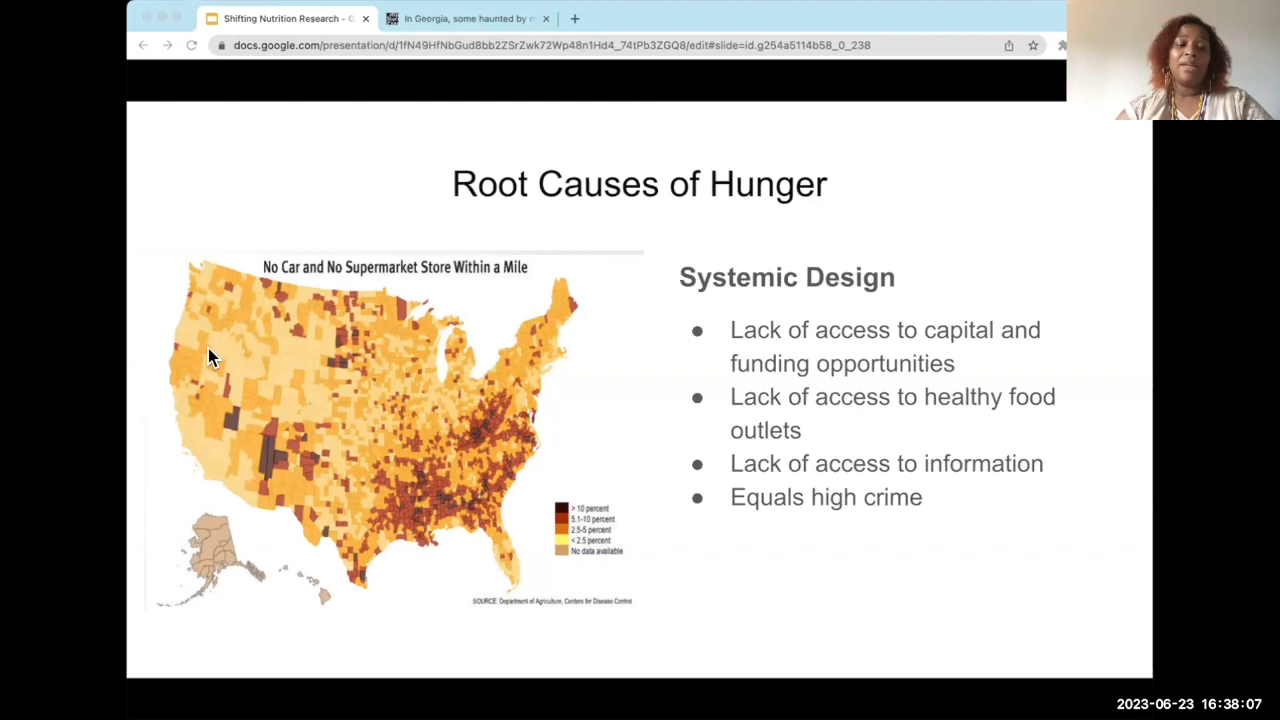 Shifting Nutrition Research - G
In Georgia, some haunted by m
docs.google.com/presentation/d/1fN49HfNbGud8bb2ZSrZwk72Wp48n1Hd4_74tPb3ZGQ8/edit#slide=id.g254a5114b58_0_238
Root Causes of Hunger
No Car and No Supermarket Store Within a Mile
> 10 percent
5.1-10 percent
2.5-5 percent
< 2.5 percent
No data available
SOURCE: Department of Agriculture, Centers for Disease Control
Systemic Design
● Lack of access to capital and
funding opportunities
● Lack of access to healthy food
outlets
● Lack of access to information
● Equals high crime
2023-06-23 16:38:07